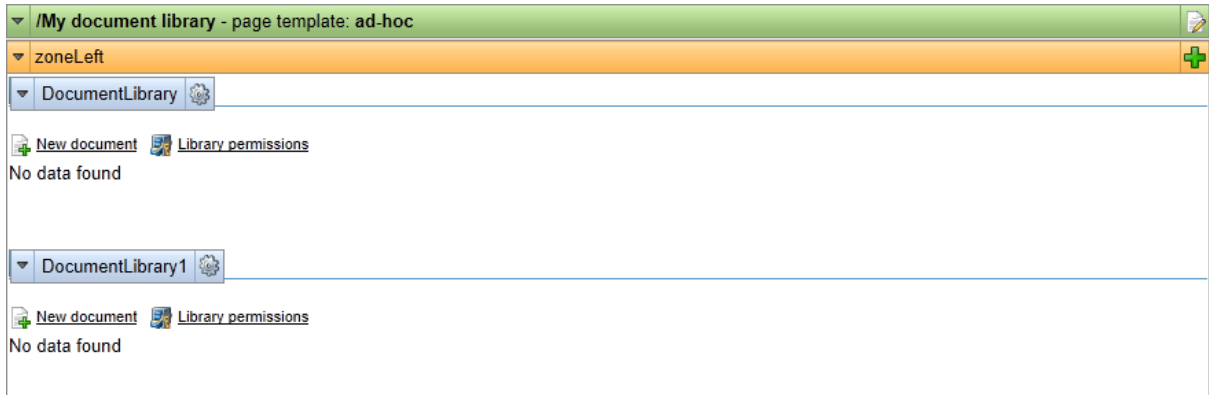 /My document library - page template: ad-hoc
zoneLeft
DocumentLibrary
New document Library permissions
No data found
DocumentLibrary1
New document Library permissions
No data found